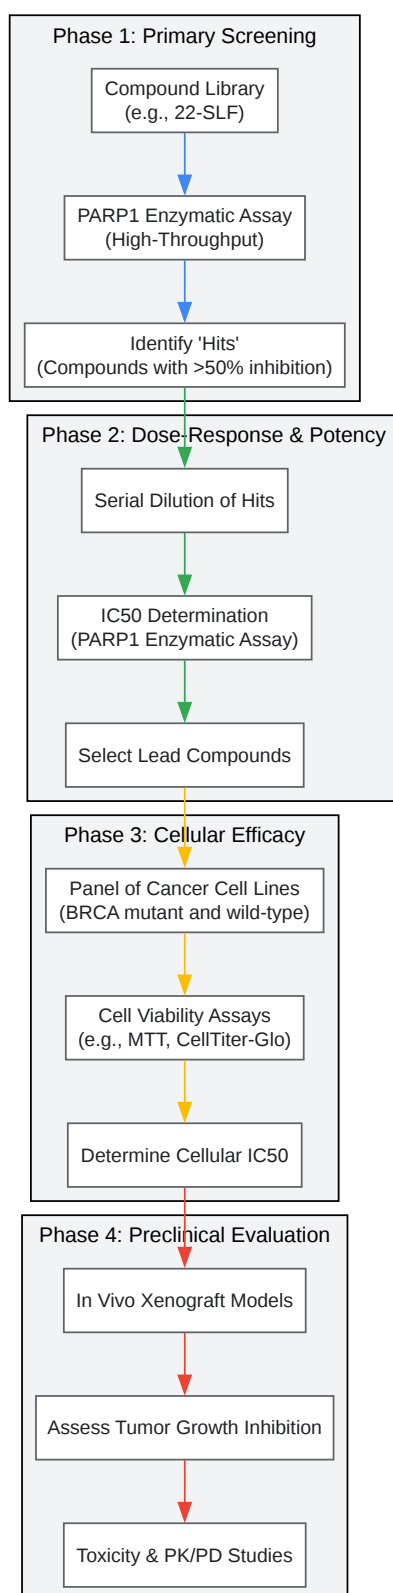 Phase 1: Primary Screening
Compound Library
(e.g., 22-SLF)
PARP1 Enzymatic Assay
(High-Throughput)
Identify 'Hits'
(Compounds with >50% inhibition)
Phase 2: Dose-Response & Potency
Serial Dilution of Hits
IC50 Determination
(PARP1 Enzymatic Assay)
Select Lead Compounds
Phase 3: Cellular Efficacy
Panel of Cancer Cell Lines
(BRCA mutant and wild-type)
Cell Viability Assays
(e.g., MTT, CellTiter-Glo)
Determine Cellular IC50
Phase 4: Preclinical Evaluation
In Vivo Xenograft Models
Assess Tumor Growth Inhibition
Toxicity & PK/PD Studies